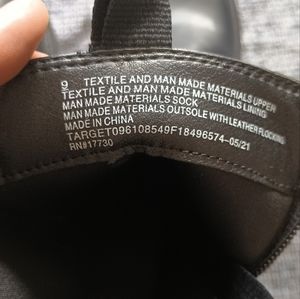 9 TEXTILE AND MAN MADE MATERIALS UPPER
TEXTILE AND MAN MADE MATERIALS LINING
MAN MADE MATERIALS SOCK
MAN MADE MATERIALS OUTSOLE WITH LEATHER FLOCKING
MADE IN CHINA
TARGET096108549F18496574-05/21
RN#17730